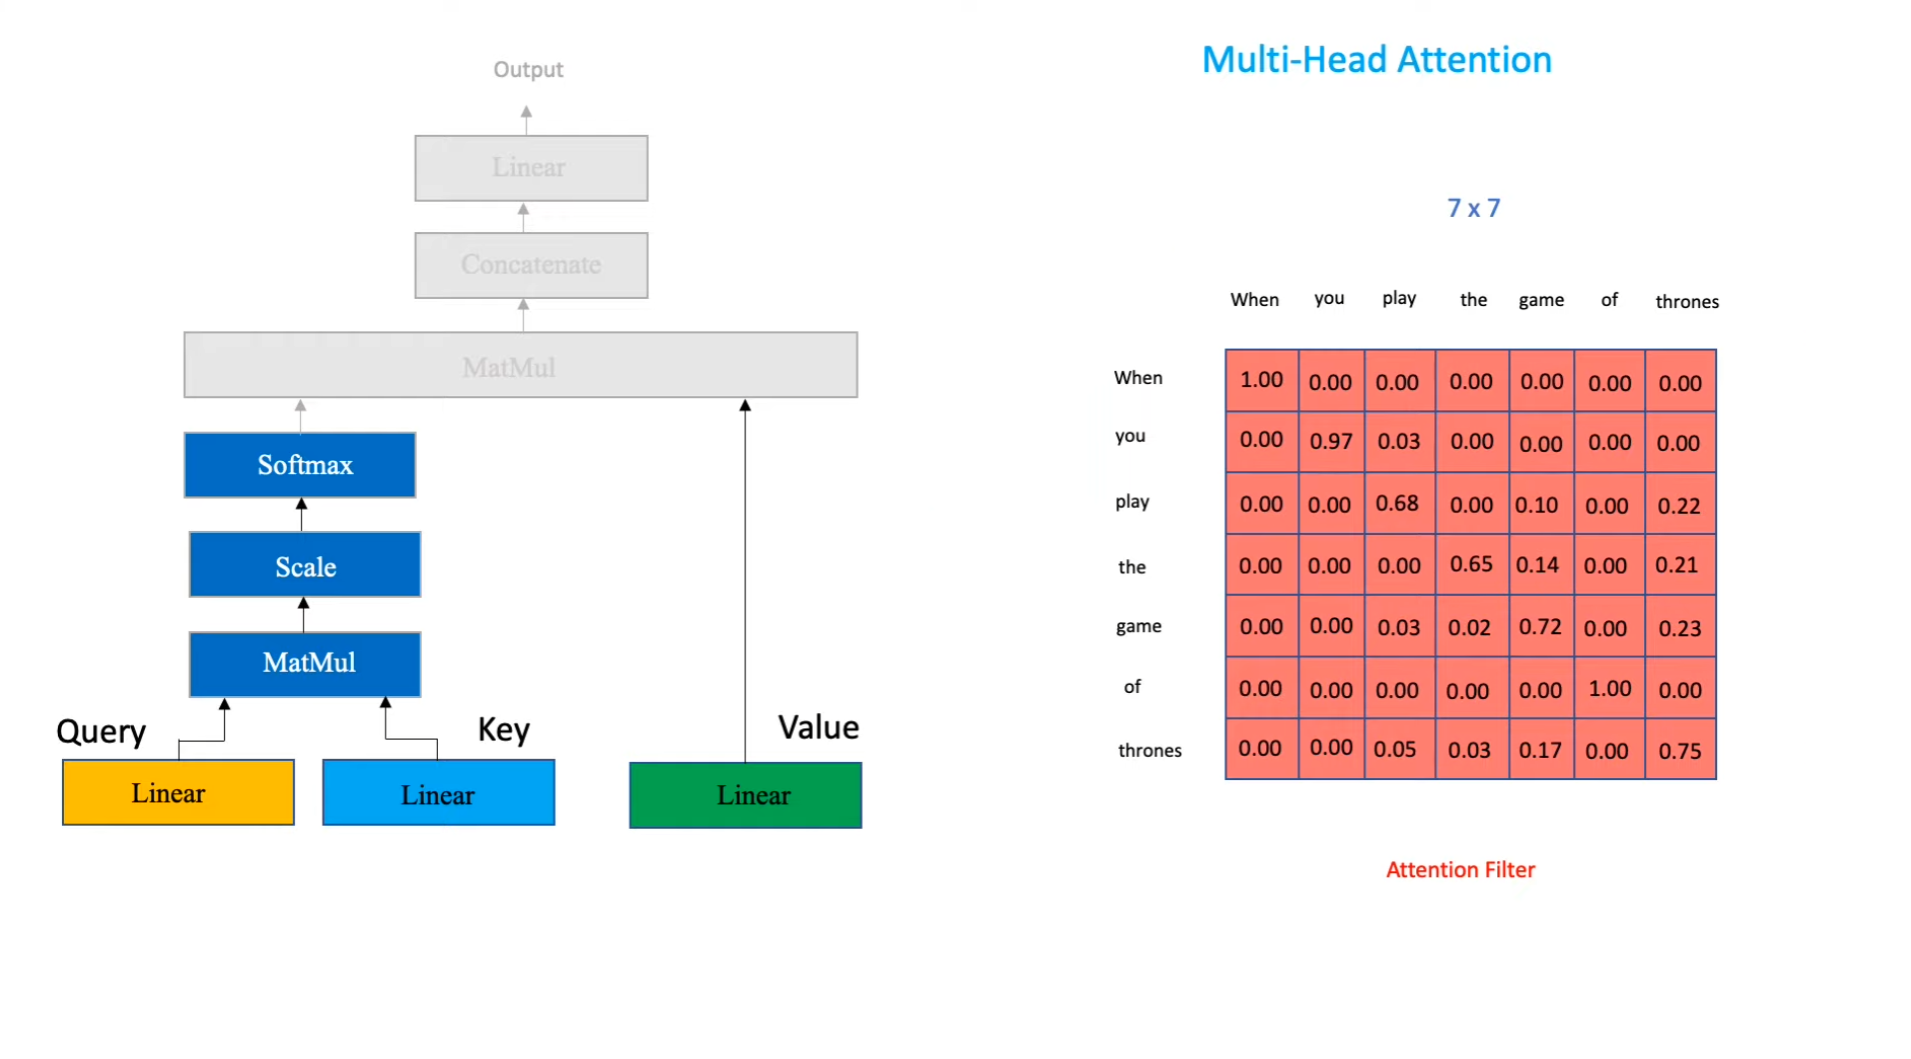 Multi-Head Attention
Output
Linear
Concatenate
MatMul
Softmax
Scale
MatMul
Query
Key
Value
Linear
Linear
Linear
7 x 7
When you play the game of thrones
When 1.00 0.00 0.00 0.00 0.00 0.00 0.00
you 0.00 0.97 0.03 0.00 0.00 0.00 0.00
play 0.00 0.00 0.68 0.00 0.10 0.00 0.22
the 0.00 0.00 0.00 0.65 0.14 0.00 0.21
game 0.00 0.00 0.03 0.02 0.72 0.00 0.23
of 0.00 0.00 0.00 0.00 0.00 1.00 0.00
thrones 0.00 0.00 0.05 0.03 0.17 0.00 0.75
Attention Filter